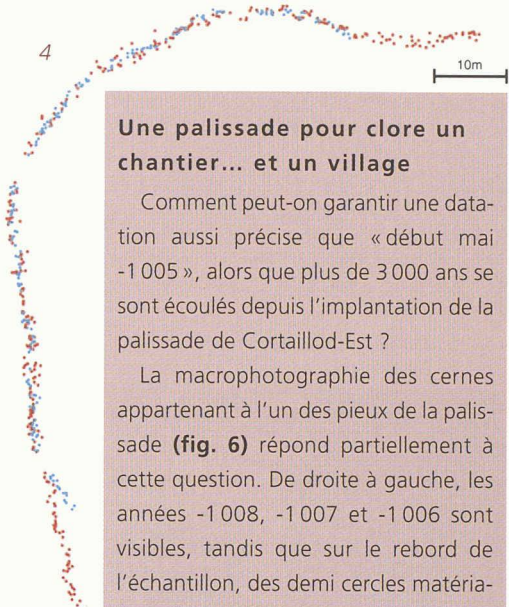 4
10m
Une palissade pour clore un
chantier... et un village
Comment peut-on garantir une data-
tion aussi précise que « début mai
-1 005 », alors que plus de 3 000 ans se
sont écoulés depuis l'implantation de la
palissade de Cortaillod-Est ?
La macrophotographie des cernes
appartenant à l'un des pieux de la palis-
sade (fig. 6) répond partiellement à
cette question. De droite à gauche, les
années -1 008, -1 007 et -1 006 sont
visibles, tandis que sur le rebord de
l'échantillon, des demi cercles matéria-